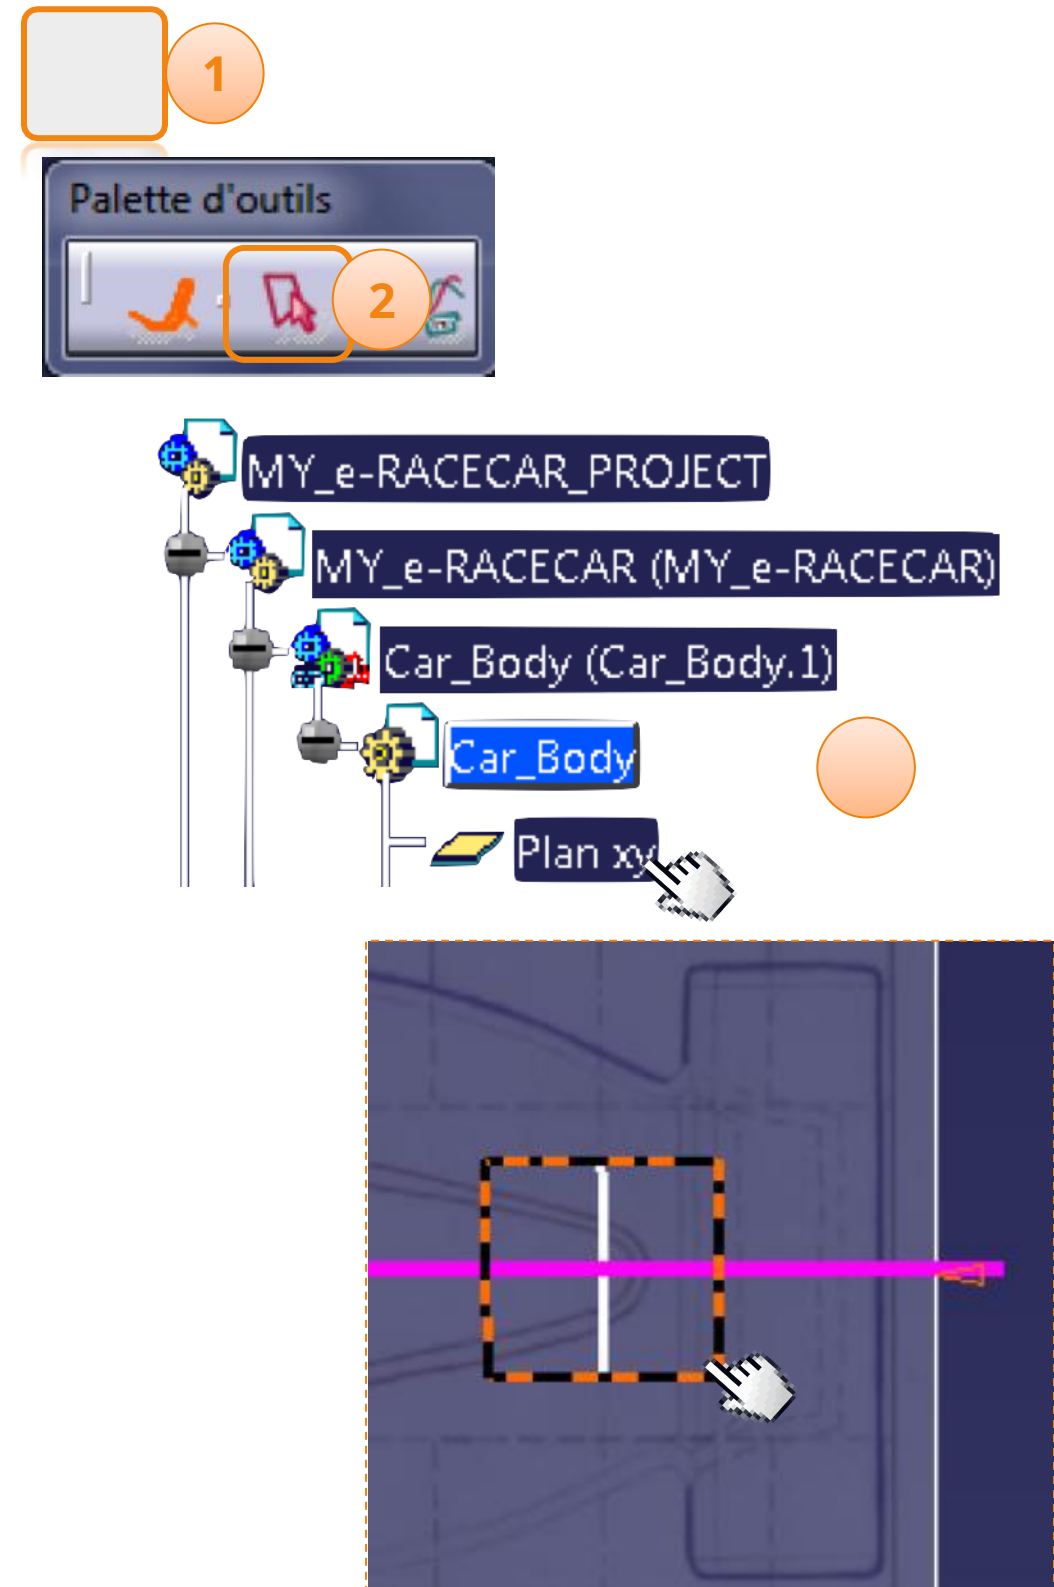 1
Palette d'outils
2
MY_e-RACECAR_PROJECT
MY_e-RACECAR (MY_e-RACECAR)
Car_Body (Car_Body.1)
Car_Body
Plan xy